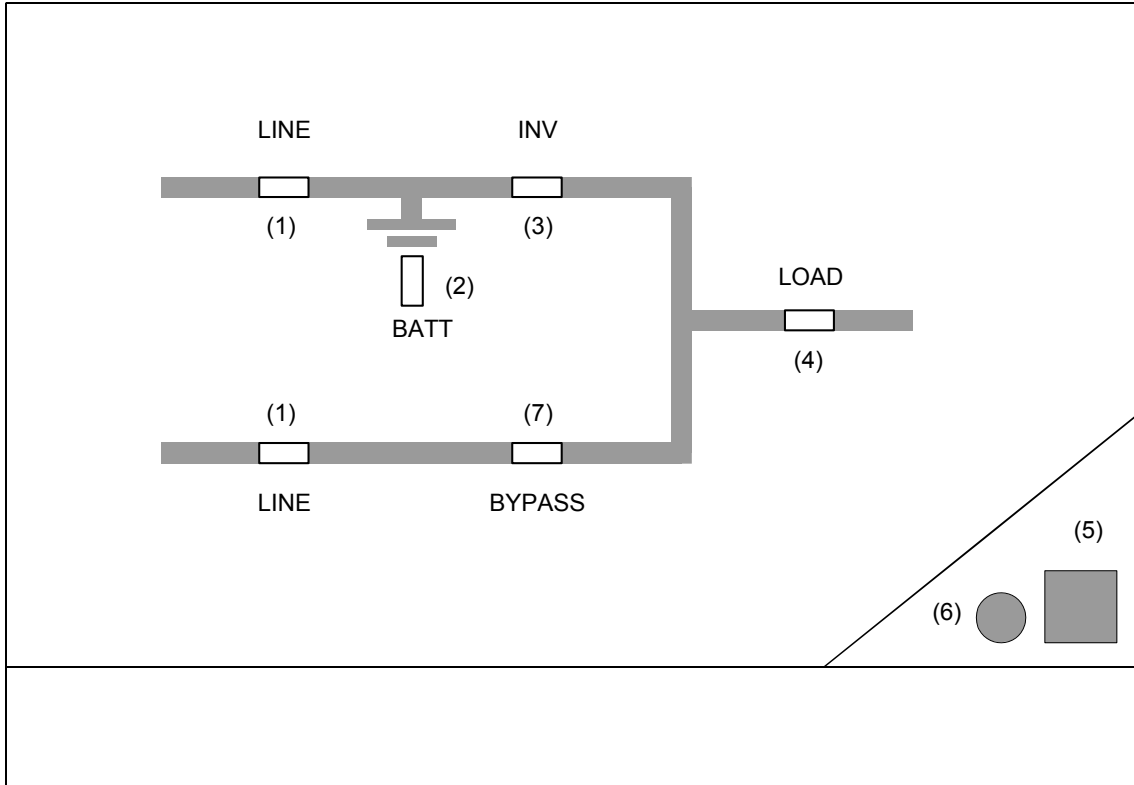 LINE
INV
(1)
(3)
(2)
BATT
LOAD
(4)
(1)
(7)
LINE
BYPASS
(5)
(6)